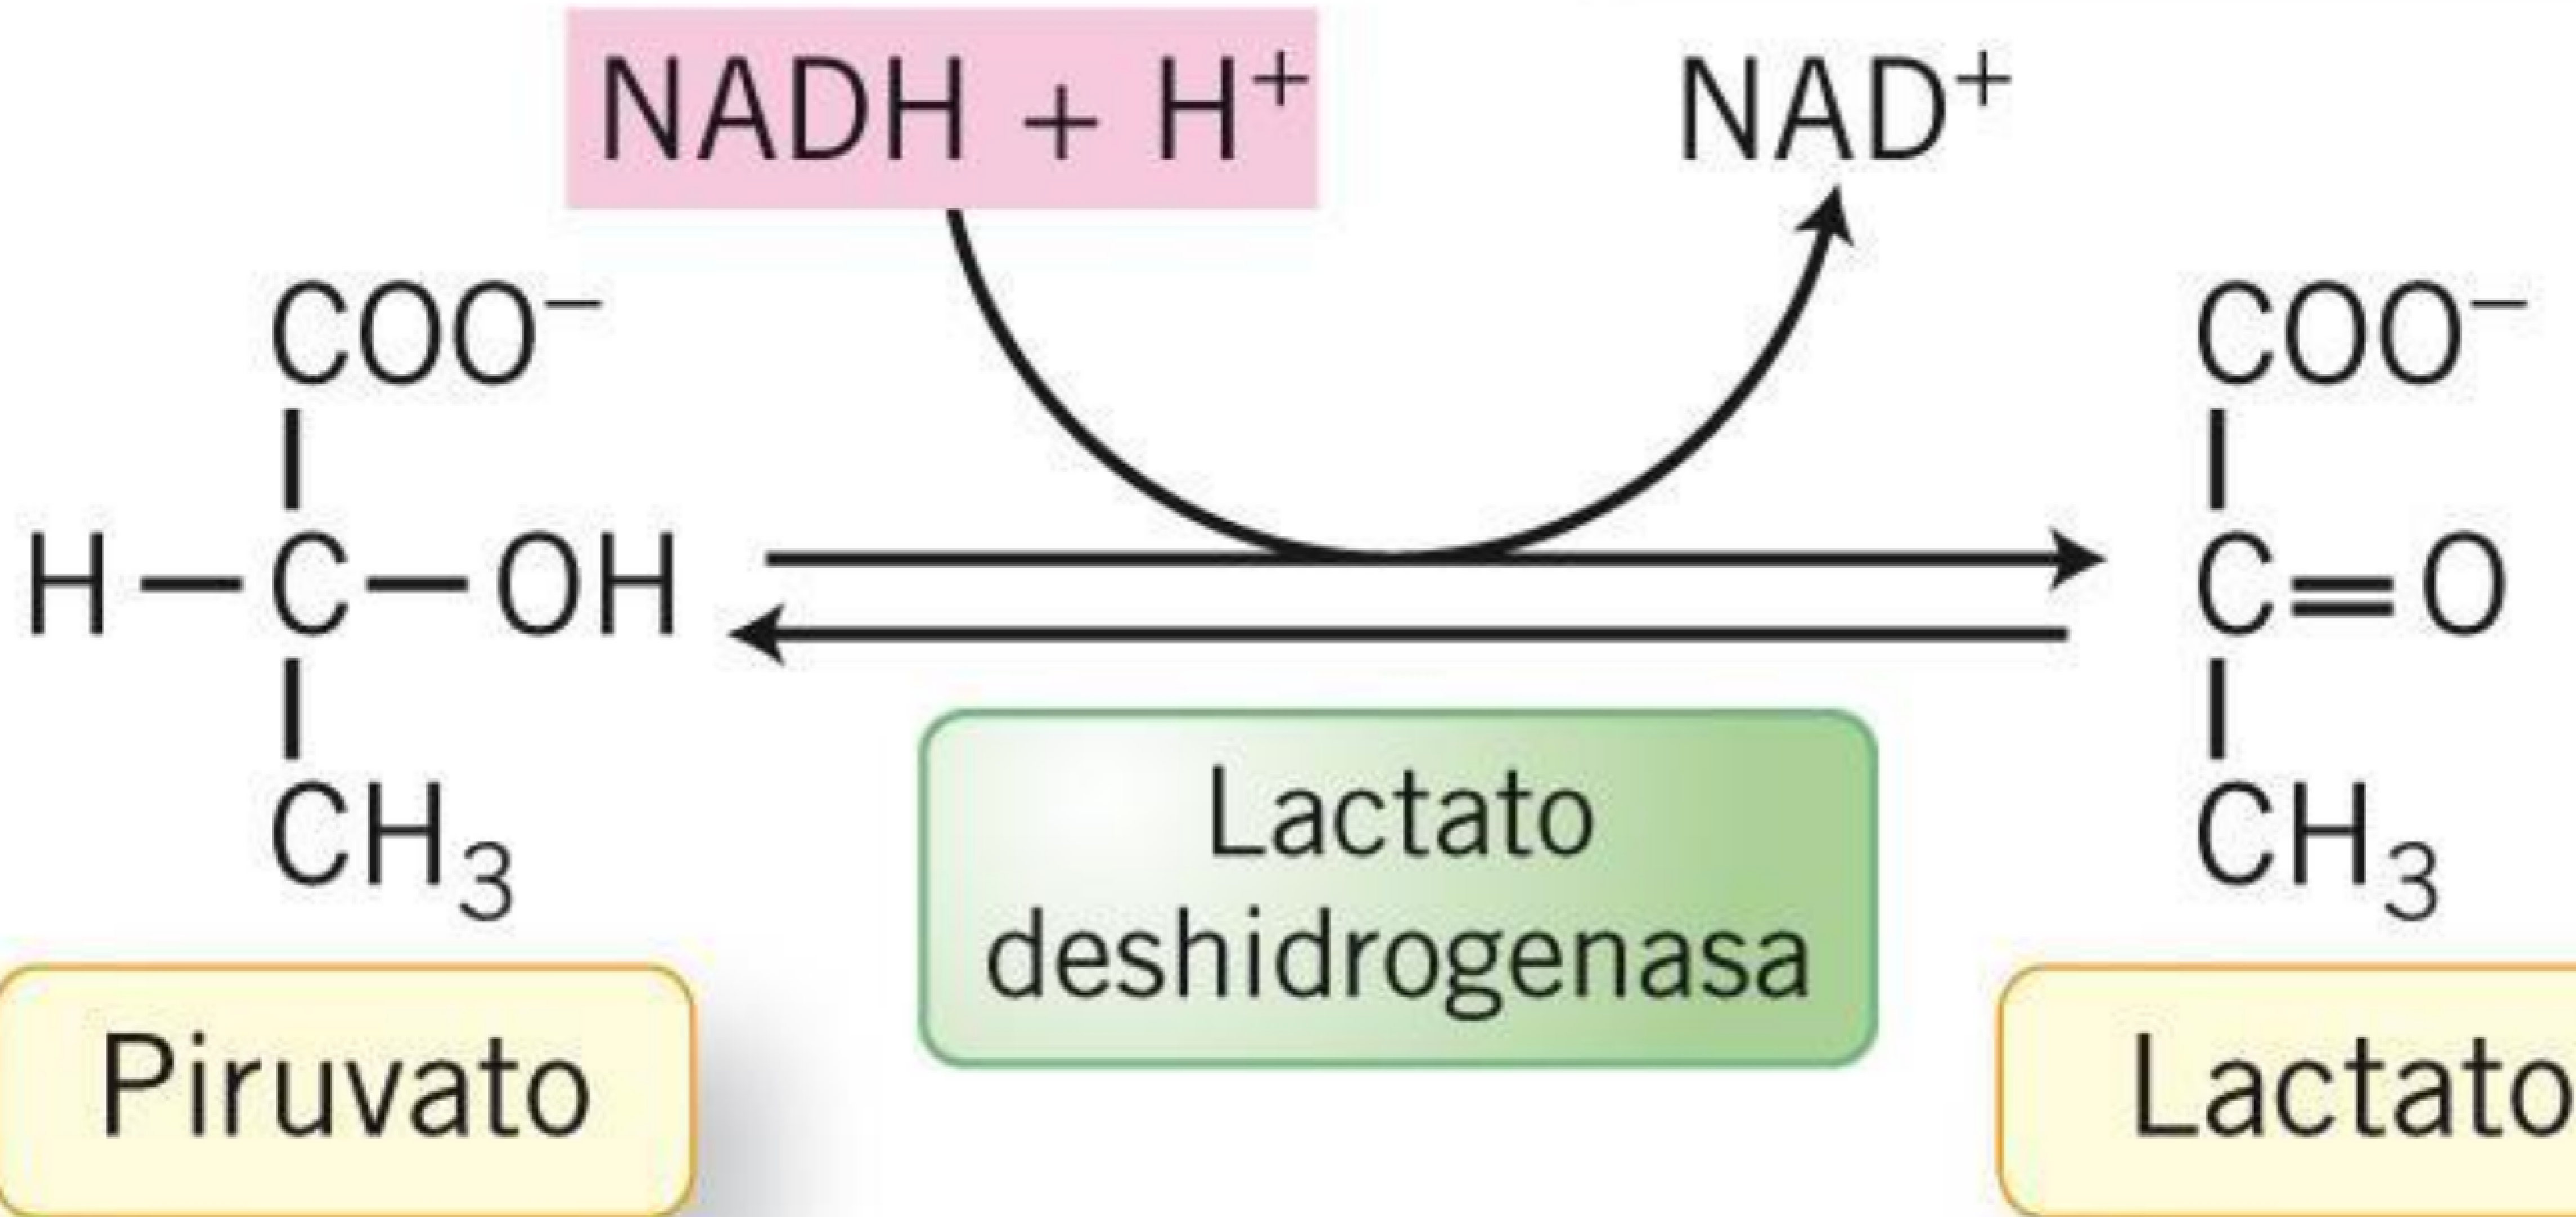 NADH + H⁺
NAD⁺
COO⁻
COO⁻
H—C—OH
C=O
CH₃
CH₃
Lactato
deshidrogenasa
Piruvato
Lactato